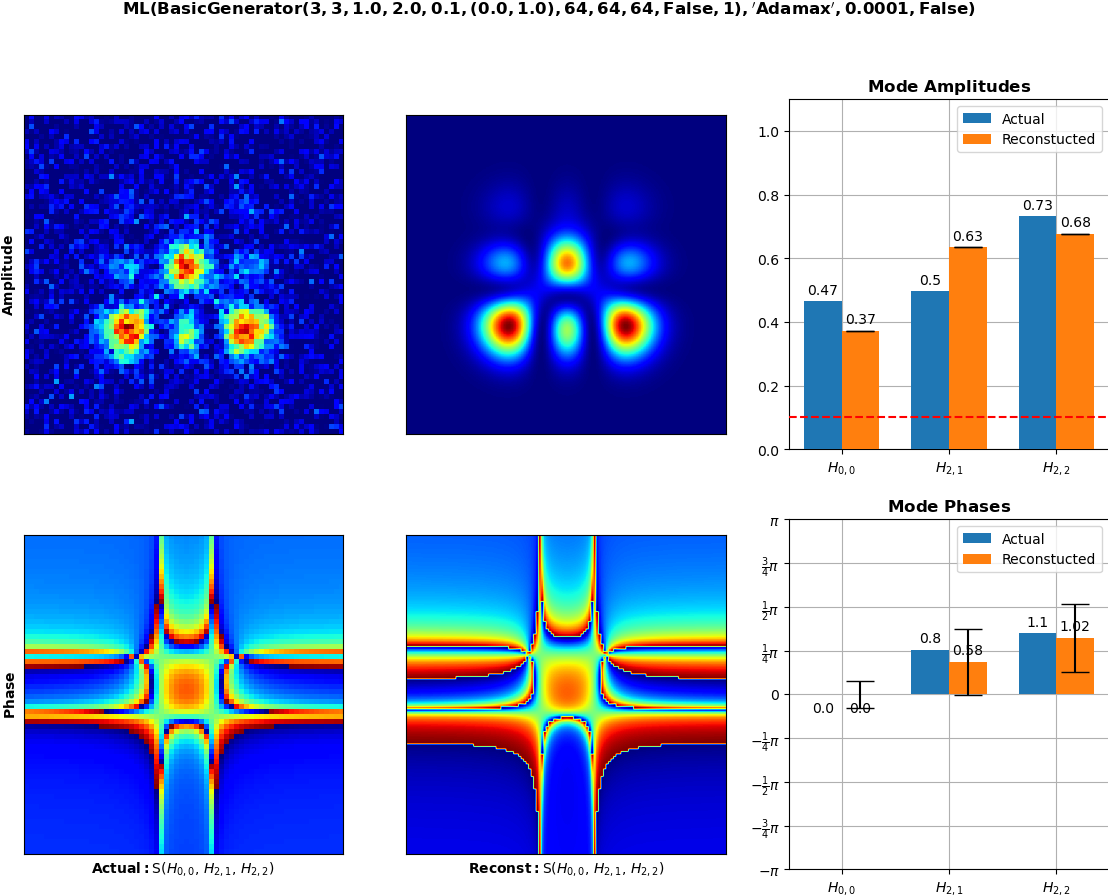 ML(BasicGenerator(3, 3, 1.0, 2.0, 0.1, (0.0, 1.0), 64, 64, 64, False, 1), ′Adamax′, 0.0001, False)
Amplitude
Mode Amplitudes
Actual
Reconstucted
1.0
0.8
0.6
0.4
0.2
0.0
0.47
0.37
0.5
0.63
0.73
0.68
H0,0
H2,1
H2,2
Phase
Actual: S(H0,0, H2,1, H2,2)
Reconst: S(H0,0, H2,1, H2,2)
Mode Phases
Actual
Reconstucted
π
3/4π
1/2π
1/4π
0
−1/4π
−1/2π
−3/4π
−π
0.0
0.0
0.8
0.58
1.1
1.02
H0,0
H2,1
H2,2